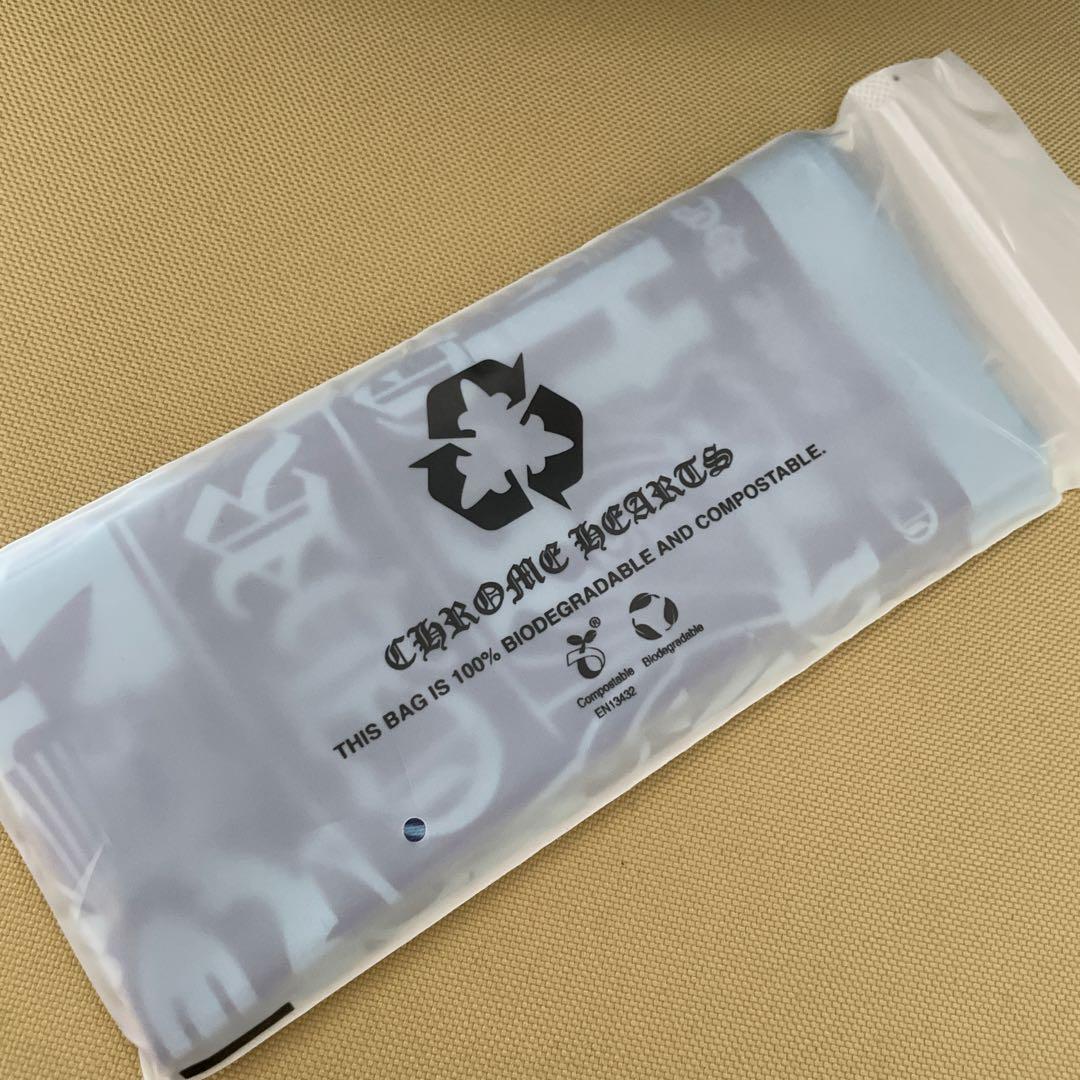 CHROME HEARTS
THIS BAG IS 100% BIODEGRADABLE AND COMPOSTABLE.
®
Compostable
EN13432
Biodegradable